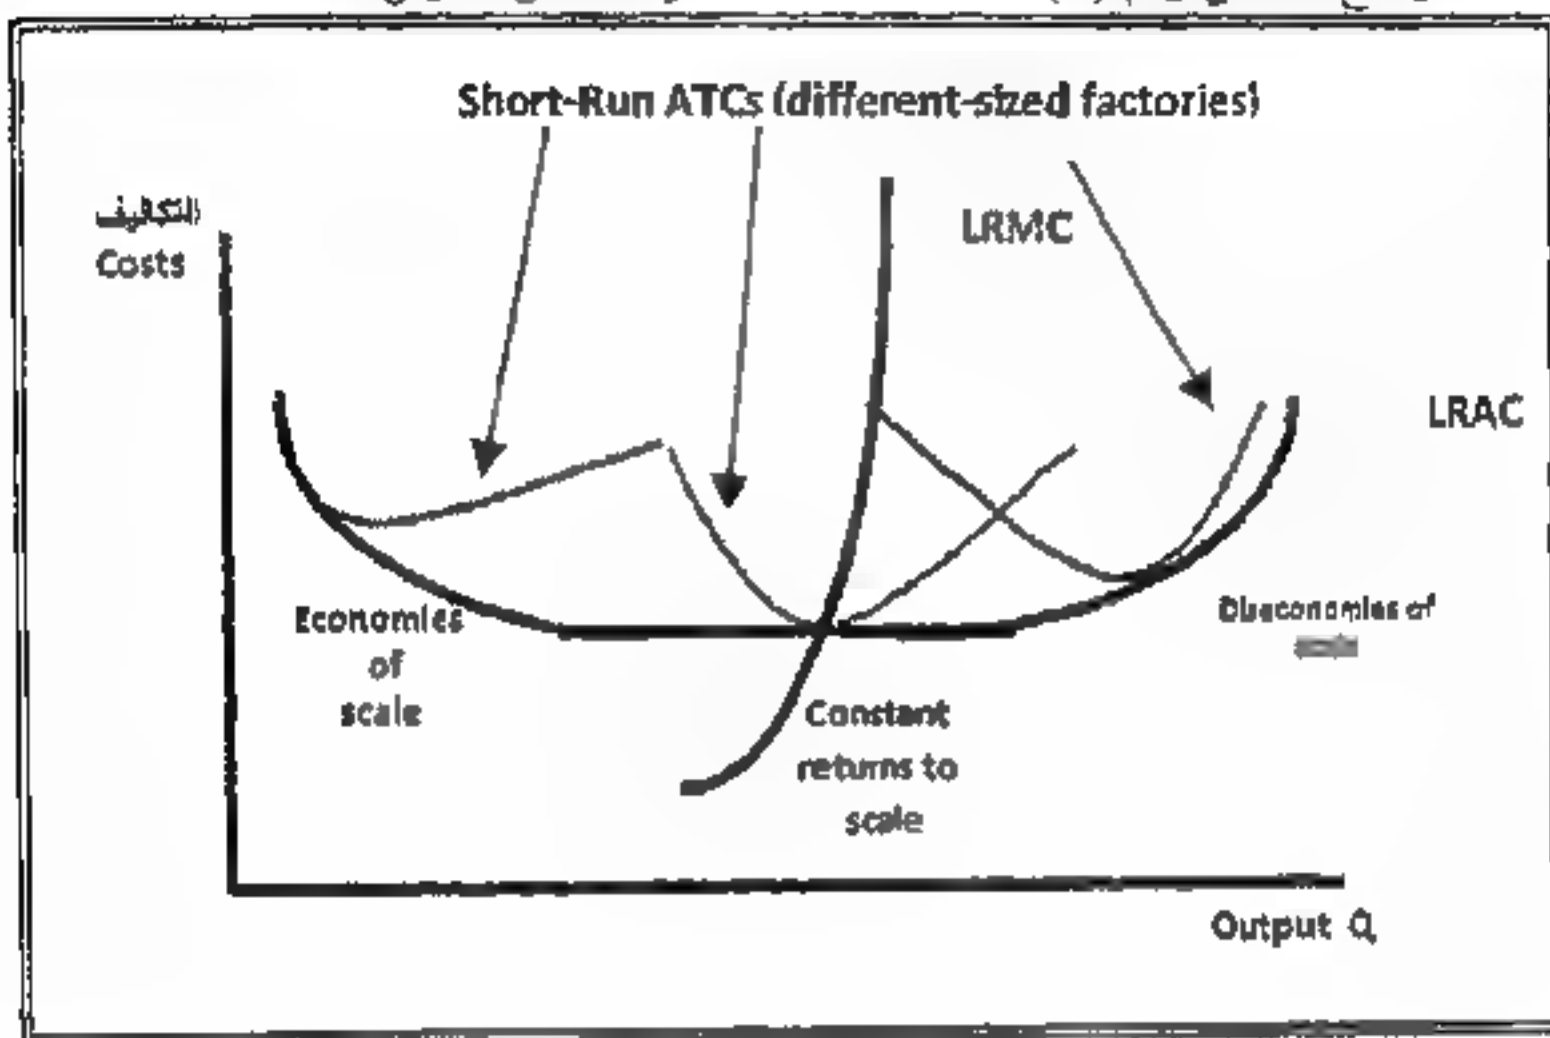 Short-Run ATCs (different-sized factories)
التكاليف
Costs
LRMC
LRAC
Economies
of
scale
Diseconomies of
scale
Constant
returns to
scale
Output Q